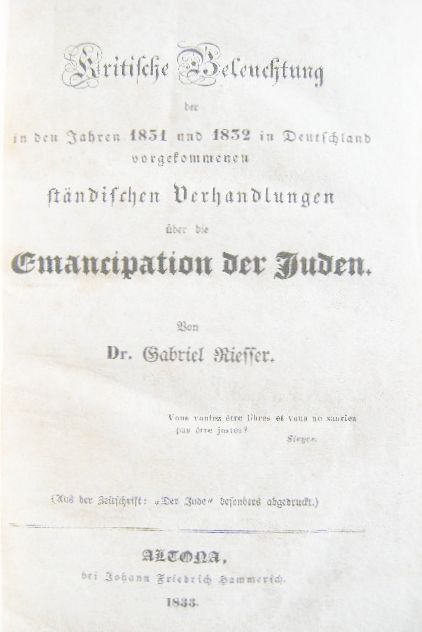 Kritische Beleuchtung
der
in den Jahren 1831 und 1832 in Deutschland
vorgekommenen
ständischen Verhandlungen
über die
Emancipation der Juden.
Von
Dr. Gabriel Riesser.
Vous voulez être libres et vous ne sauriez
pas être justes?
Sieyes.
(Aus der Zeitschrift: „Der Jude“ besonders abgedruckt.)
ALTONA,
bei Johann Friedrich Hammerich.
1833.